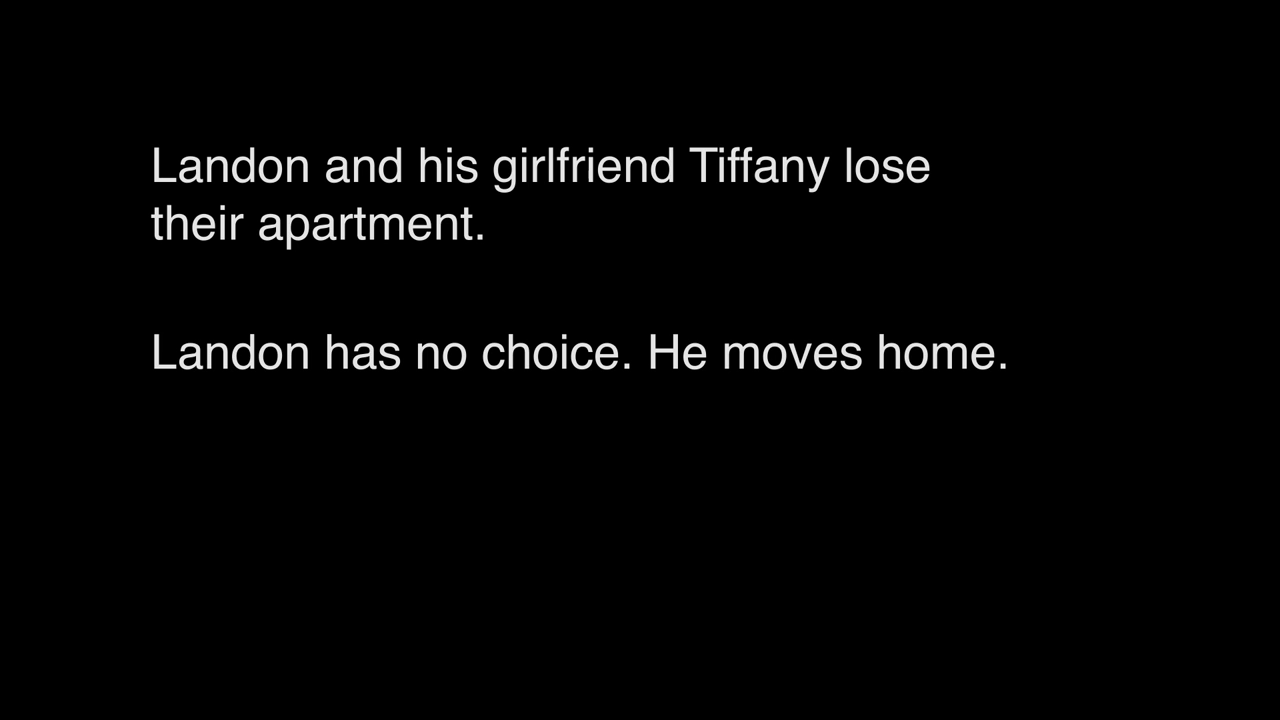 Landon and his girlfriend Tiffany lose
their apartment.
Landon has no choice. He moves home.